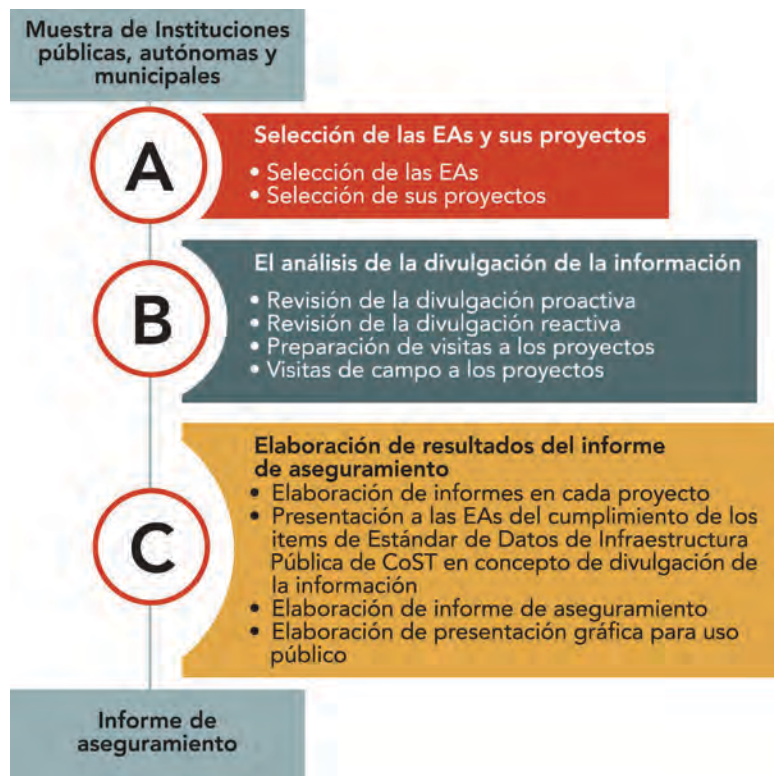 Muestra de Instituciones
públicas, autónomas y
municipales
A
Selección de las EAs y sus proyectos
• Selección de las EAs
• Selección de sus proyectos
B
El análisis de la divulgación de la información
• Revisión de la divulgación proactiva
• Revisión de la divulgación reactiva
• Preparación de visitas a los proyectos
• Visitas de campo a los proyectos
C
Elaboración de resultados del informe
de aseguramiento
• Elaboración de informes en cada proyecto
• Presentación a las EAs del cumplimiento de los
items de Estándar de Datos de Infraestructura
Pública de CoST en concepto de divulgación de
la información
• Elaboración de informe de aseguramiento
• Elaboración de presentación gráfica para uso
público
Informe de
aseguramiento